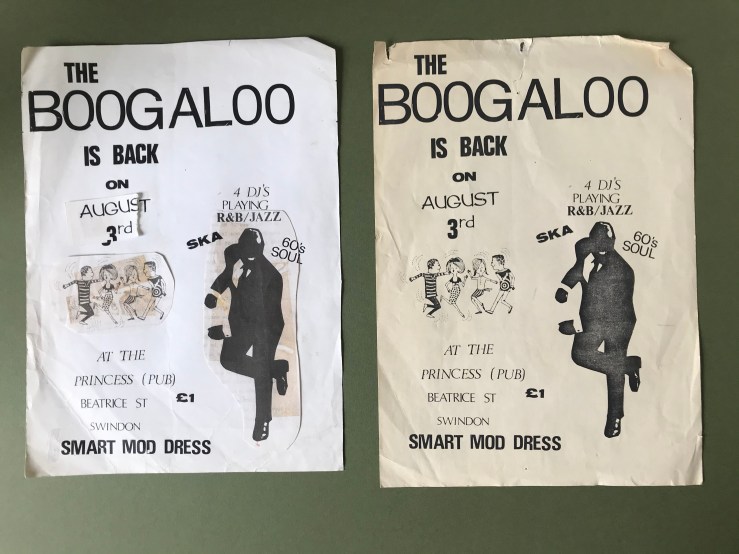 THE
BOOGALOO
IS BACK
ON
AUGUST
3rd
4 DJ'S
PLAYING
R&B/JAZZ
SKA
60's
SOUL
AT THE
PRINCESS (PUB)
BEATRICE ST
£1
SWINDON
SMART MOD DRESS
THE
BOOGALOO
IS BACK
ON
AUGUST
3rd
4 DJ'S
PLAYING
R&B/JAZZ
SKA
60's
SOUL
AT THE
PRINCESS (PUB)
BEATRICE ST
£1
SWINDON
SMART MOD DRESS